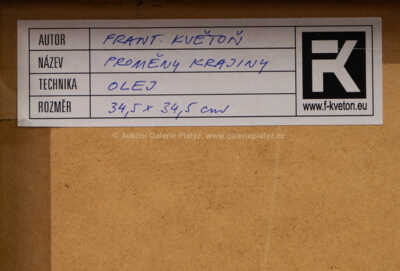 AUTOR FRANT. KVĚTOŇ
NÁZEV PROMĚNY KRAJINY
TECHNIKA OLEJ
ROZMĚR 34,5 x 34,5 cm
FK
www.f-kveton.eu
© Aukční Galerie Platýz, www.galerieplatyz.cz